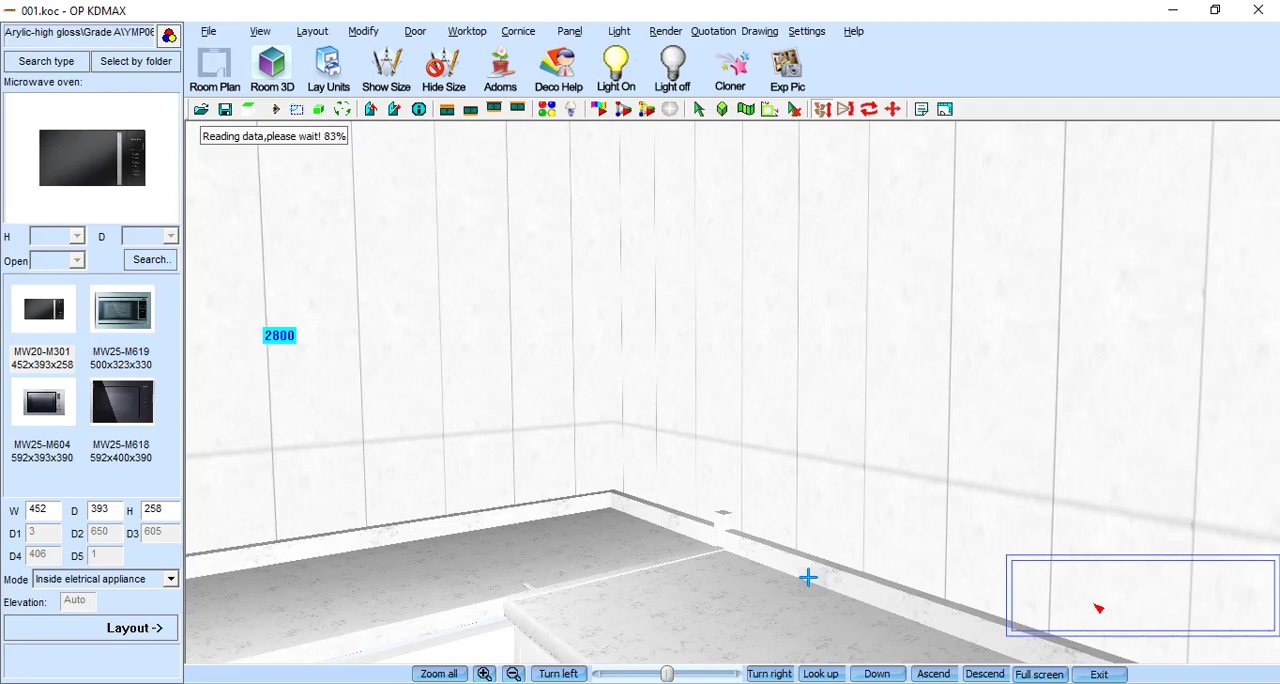 001.koc - OP KDMAX
Arylic-high gloss\Grade A\YMP06
File View Layout Modify Door Worktop Cornice Panel Light Render Quotation Drawing Settings Help
Search type Select by folder
Room Plan Room 3D Lay Units Show Size Hide Size Adoms Deco Help Light On Light off Cloner Exp Pic
Microwave oven:
Reading data,please wait! 83%
H D
Open Search..
2800
MW20-M301 MW25-M619
452x393x258 500x323x330
MW25-M604 MW25-M618
592x393x390 592x400x390
W 452 D 393 H 258
D1 3 D2 650 D3 605
D4 406 D5 1
Mode Inside eletrical appliance
Elevation: Auto
Layout ->
Zoom all Turn left Turn right Look up Down Ascend Descend Full screen Exit